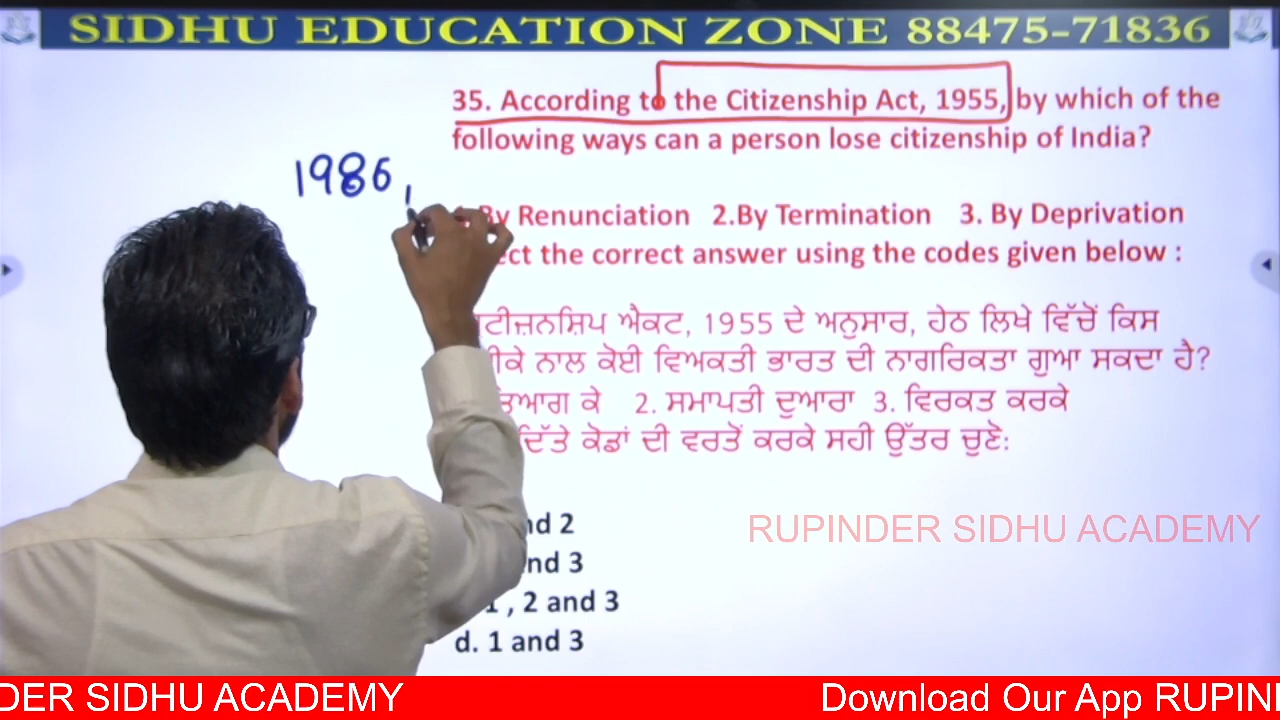 SIDHU EDUCATION ZONE 88475-71836
35. According to the Citizenship Act, 1955, by which of the
following ways can a person lose citizenship of India?
1986,
By Renunciation 2.By Termination 3. By Deprivation
ect the correct answer using the codes given below :
ਟੀਜ਼ਨਸ਼ਿਪ ਐਕਟ, 1955 ਦੇ ਅਨੁਸਾਰ, ਹੇਠ ਲਿਖੇ ਵਿੱਚੋਂ ਕਿਸ
ੀਕੇ ਨਾਲ ਕੋਈ ਵਿਅਕਤੀ ਭਾਰਤ ਦੀ ਨਾਗਰਿਕਤਾ ਗੁਆ ਸਕਦਾ ਹੈ?
ਤਿਆਗ ਕੇ 2. ਸਮਾਪਤੀ ਦੁਆਰਾ 3. ਵਿਰਕਤ ਕਰਕੇ
ਦਿੱਤੇ ਕੋਡਾਂ ਦੀ ਵਰਤੋਂ ਕਰਕੇ ਸਹੀ ਉੱਤਰ ਚੁਣੋ:
nd 2
nd 3
1 , 2 and 3
d. 1 and 3
RUPINDER SIDHU ACADEMY
DER SIDHU ACADEMY Download Our App RUPIN